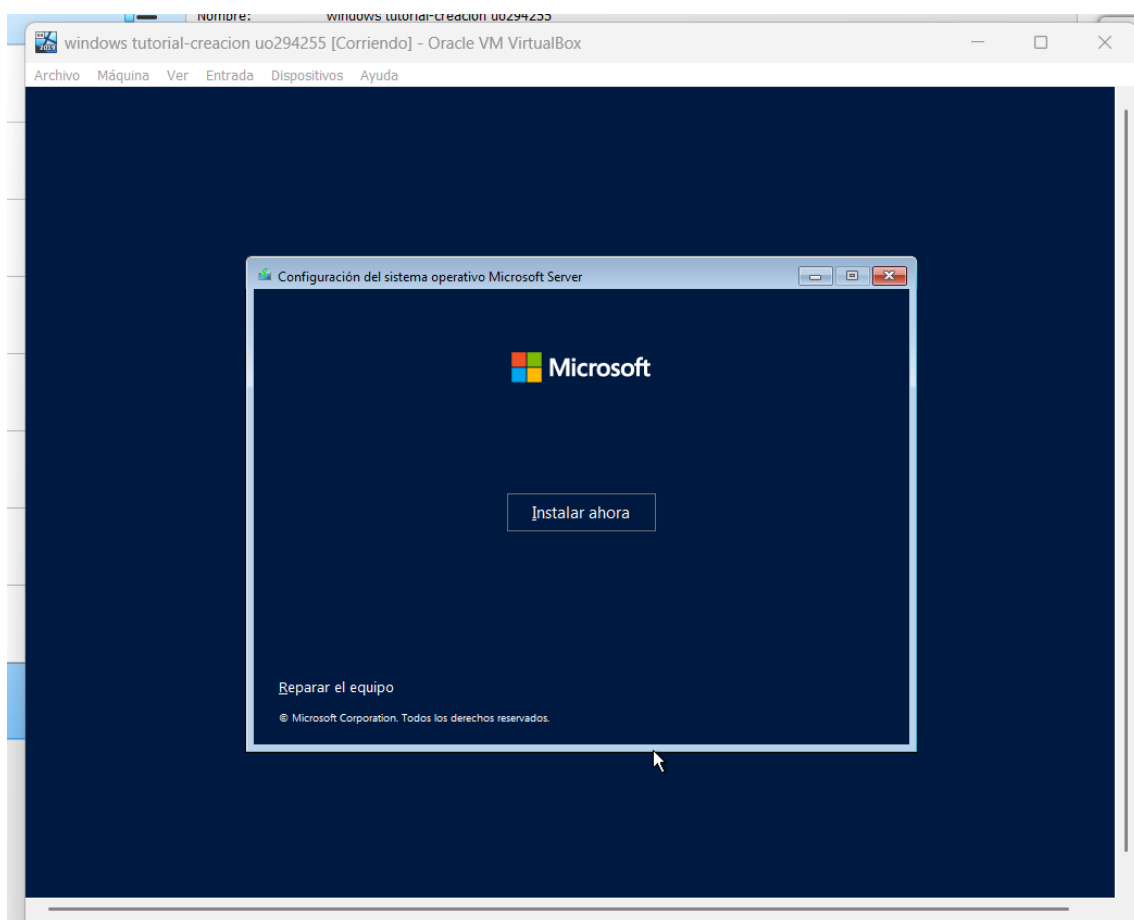 Nombre: windows tutorial-creacion uo294255
windows tutorial-creacion uo294255 [Corriendo] - Oracle VM VirtualBox
Archivo Máquina Ver Entrada Dispositivos Ayuda
Configuración del sistema operativo Microsoft Server
Microsoft
Instalar ahora
Reparar el equipo
© Microsoft Corporation. Todos los derechos reservados.